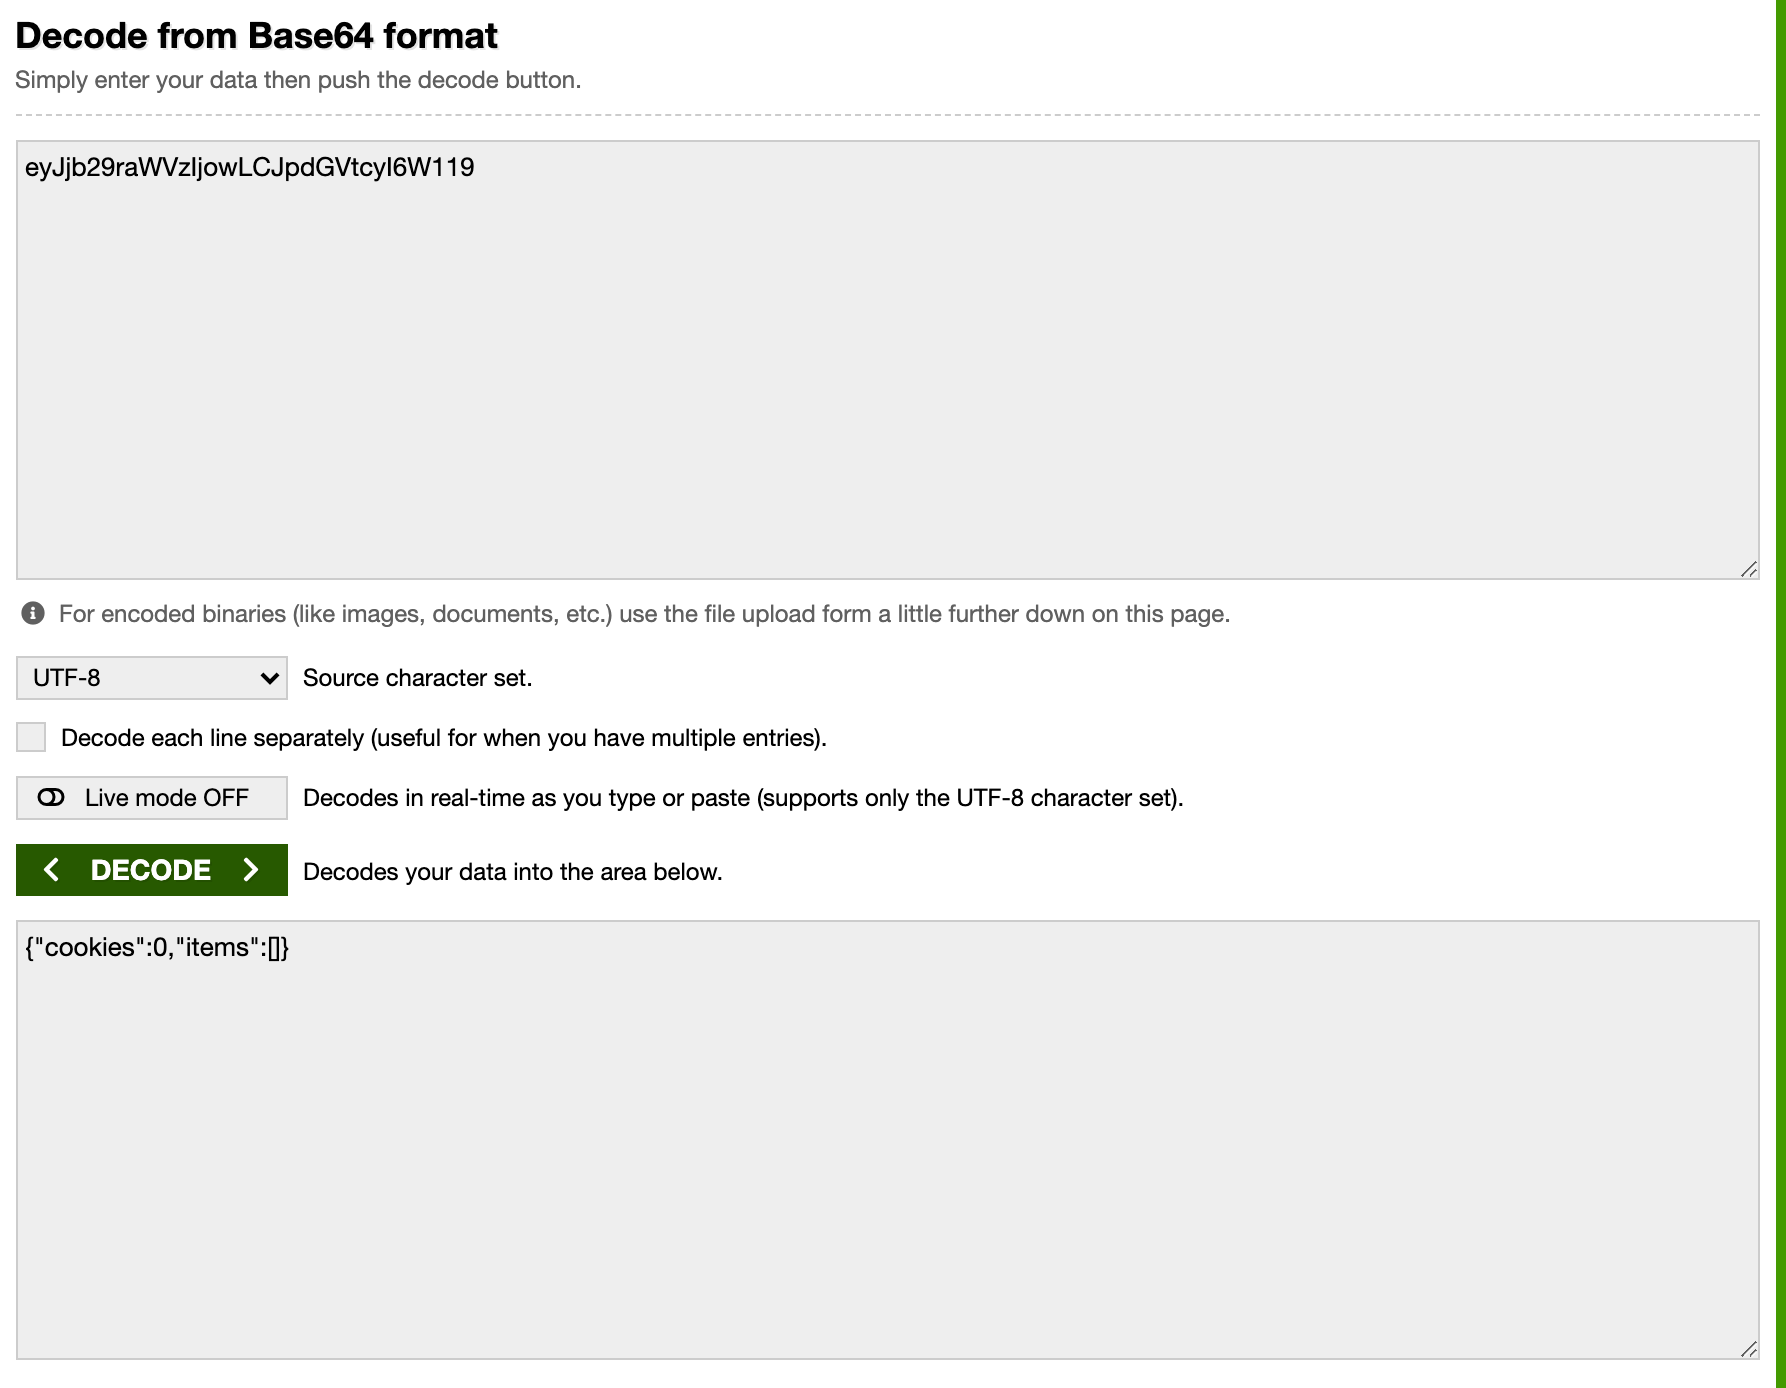 Decode from Base64 format
Simply enter your data then push the decode button.
eyJjb29raWVzIjowLCJpdGVtcyI6W119
For encoded binaries (like images, documents, etc.) use the file upload form a little further down on this page.
UTF-8 Source character set.
Decode each line separately (useful for when you have multiple entries).
Live mode OFF Decodes in real-time as you type or paste (supports only the UTF-8 character set).
< DECODE > Decodes your data into the area below.
{"cookies":0,"items":[]}